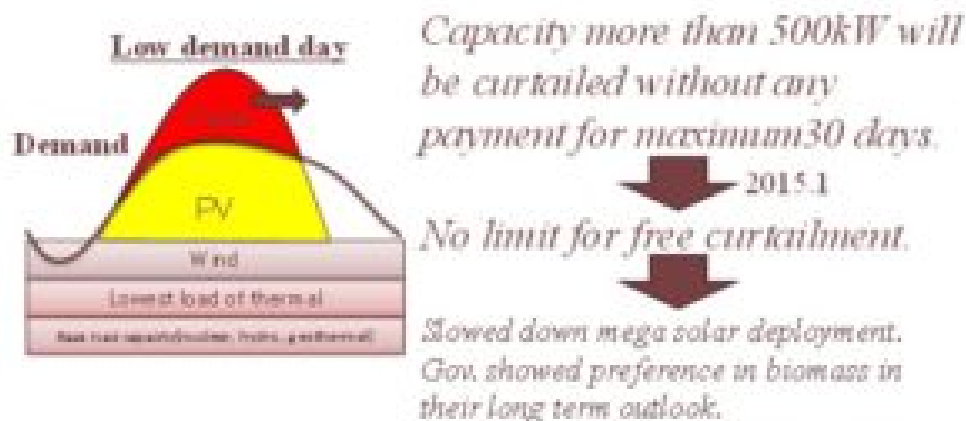 Low demand day
Demand
PV
Wind
Lowest load of thermal
Capacity more than 500kW will
be curtailed without any
payment for maximum30 days.
2015.1
No limit for free curtailment.
Slowed down mega solar deployment.
Gov. showed preference in biomass in
their long term outlook.